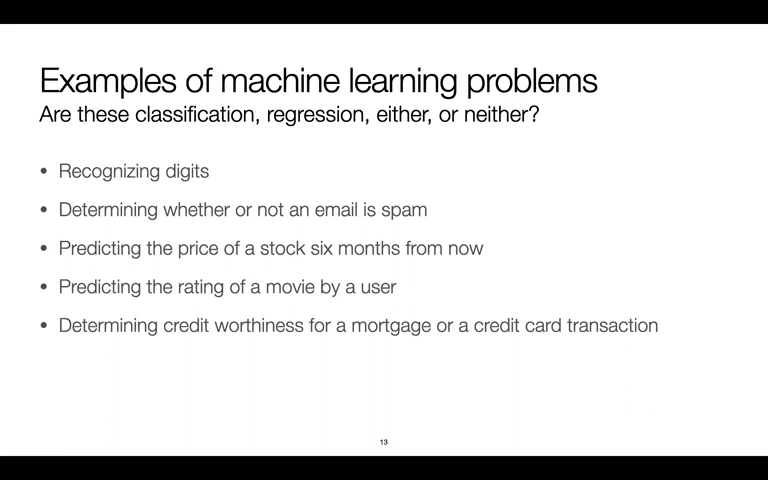 Examples of machine learning problems
Are these classification, regression, either, or neither?
• Recognizing digits
• Determining whether or not an email is spam
• Predicting the price of a stock six months from now
• Predicting the rating of a movie by a user
• Determining credit worthiness for a mortgage or a credit card transaction
13